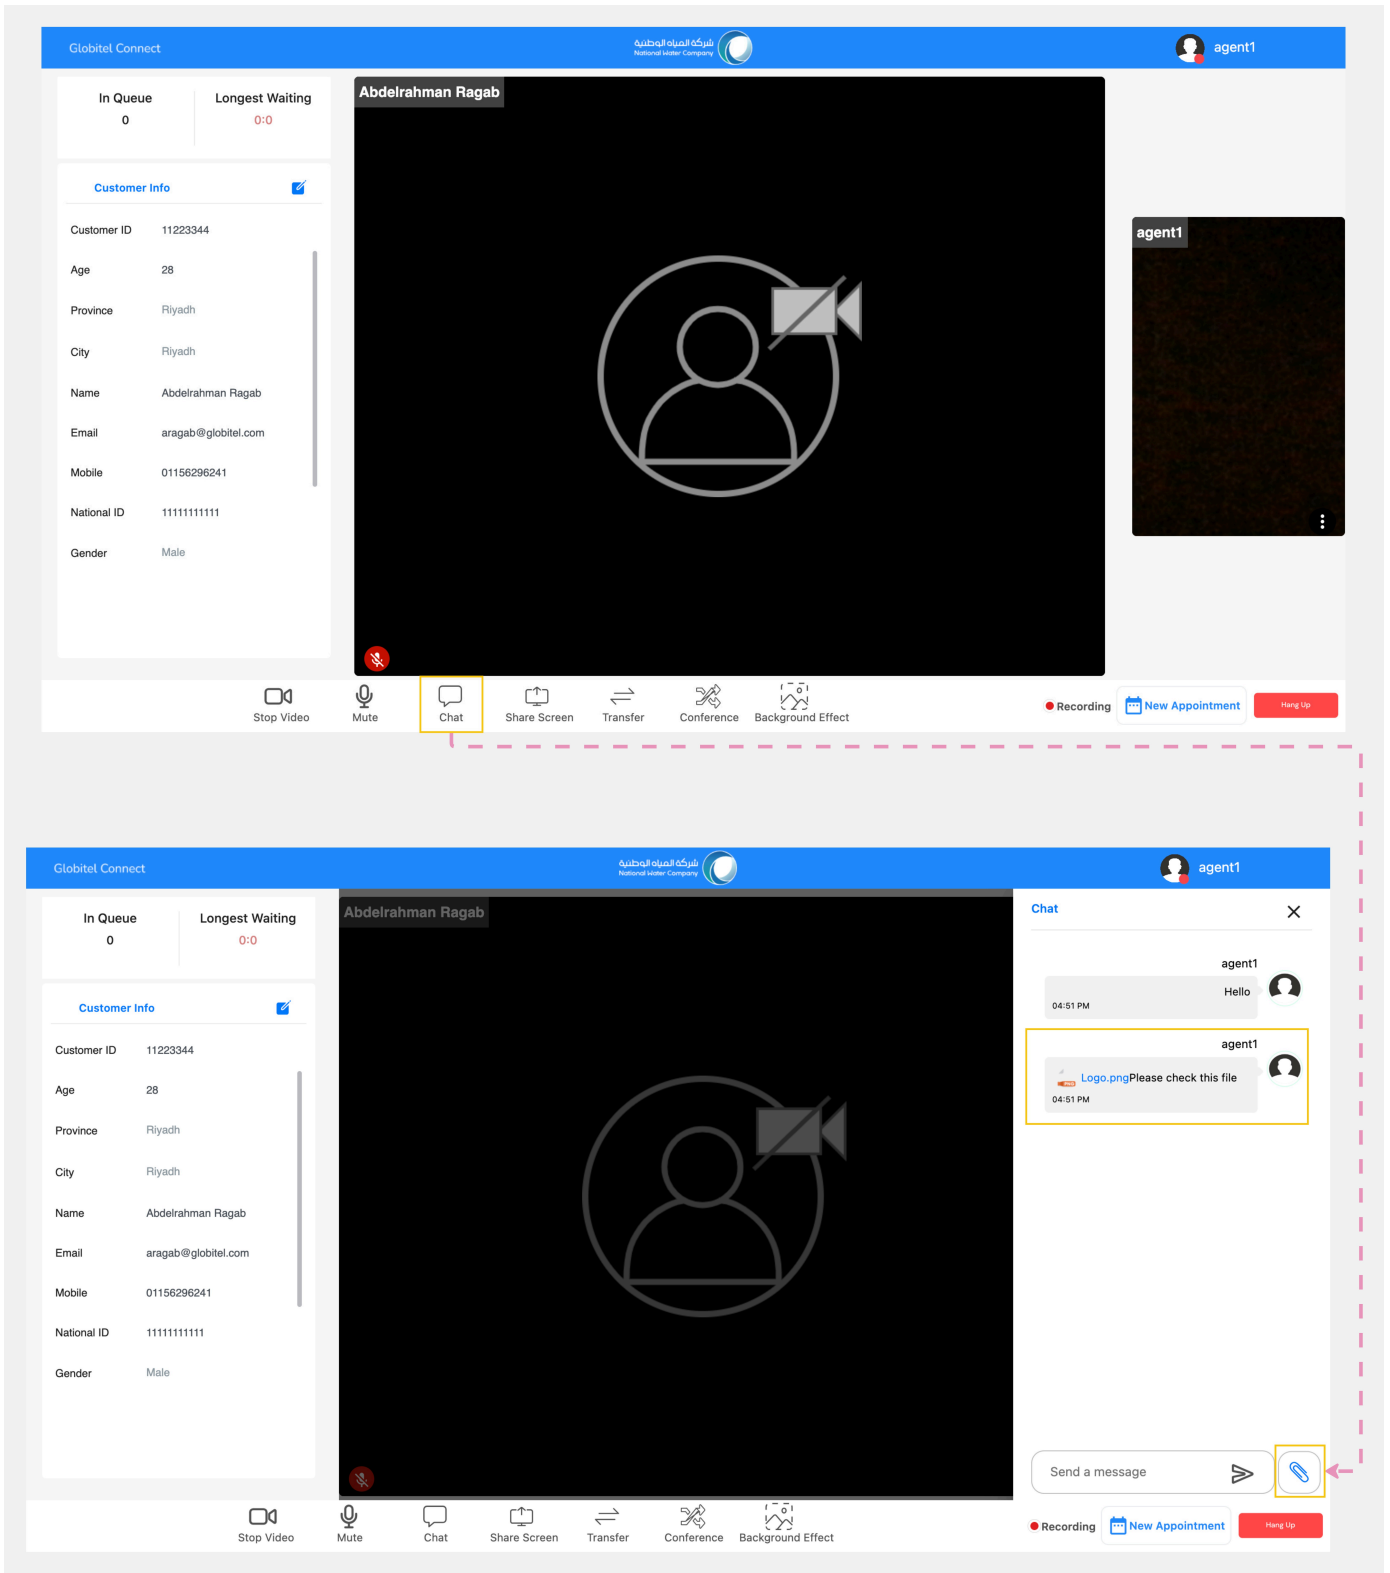 Globitel Connect
شركة المياه الوطنية
National Water Company
agent1
In Queue
0
Longest Waiting
0:0
Customer Info
Customer ID 11223344
Age 28
Province Riyadh
City Riyadh
Name Abdelrahman Ragab
Email aragab@globitel.com
Mobile 01156296241
National ID 11111111111
Gender Male
Abdelrahman Ragab
agent1
Stop Video
Mute
Chat
Share Screen
Transfer
Conference
Background Effect
Recording
New Appointment
Hang Up
Globitel Connect
شركة المياه الوطنية
National Water Company
agent1
In Queue
0
Longest Waiting
0:0
Customer Info
Customer ID 11223344
Age 28
Province Riyadh
City Riyadh
Name Abdelrahman Ragab
Email aragab@globitel.com
Mobile 01156296241
National ID 11111111111
Gender Male
Abdelrahman Ragab
Chat
agent1
Hello
04:51 PM
agent1
PNG Logo.pngPlease check this file
04:51 PM
Send a message
Stop Video
Mute
Chat
Share Screen
Transfer
Conference
Background Effect
Recording
New Appointment
Hang Up